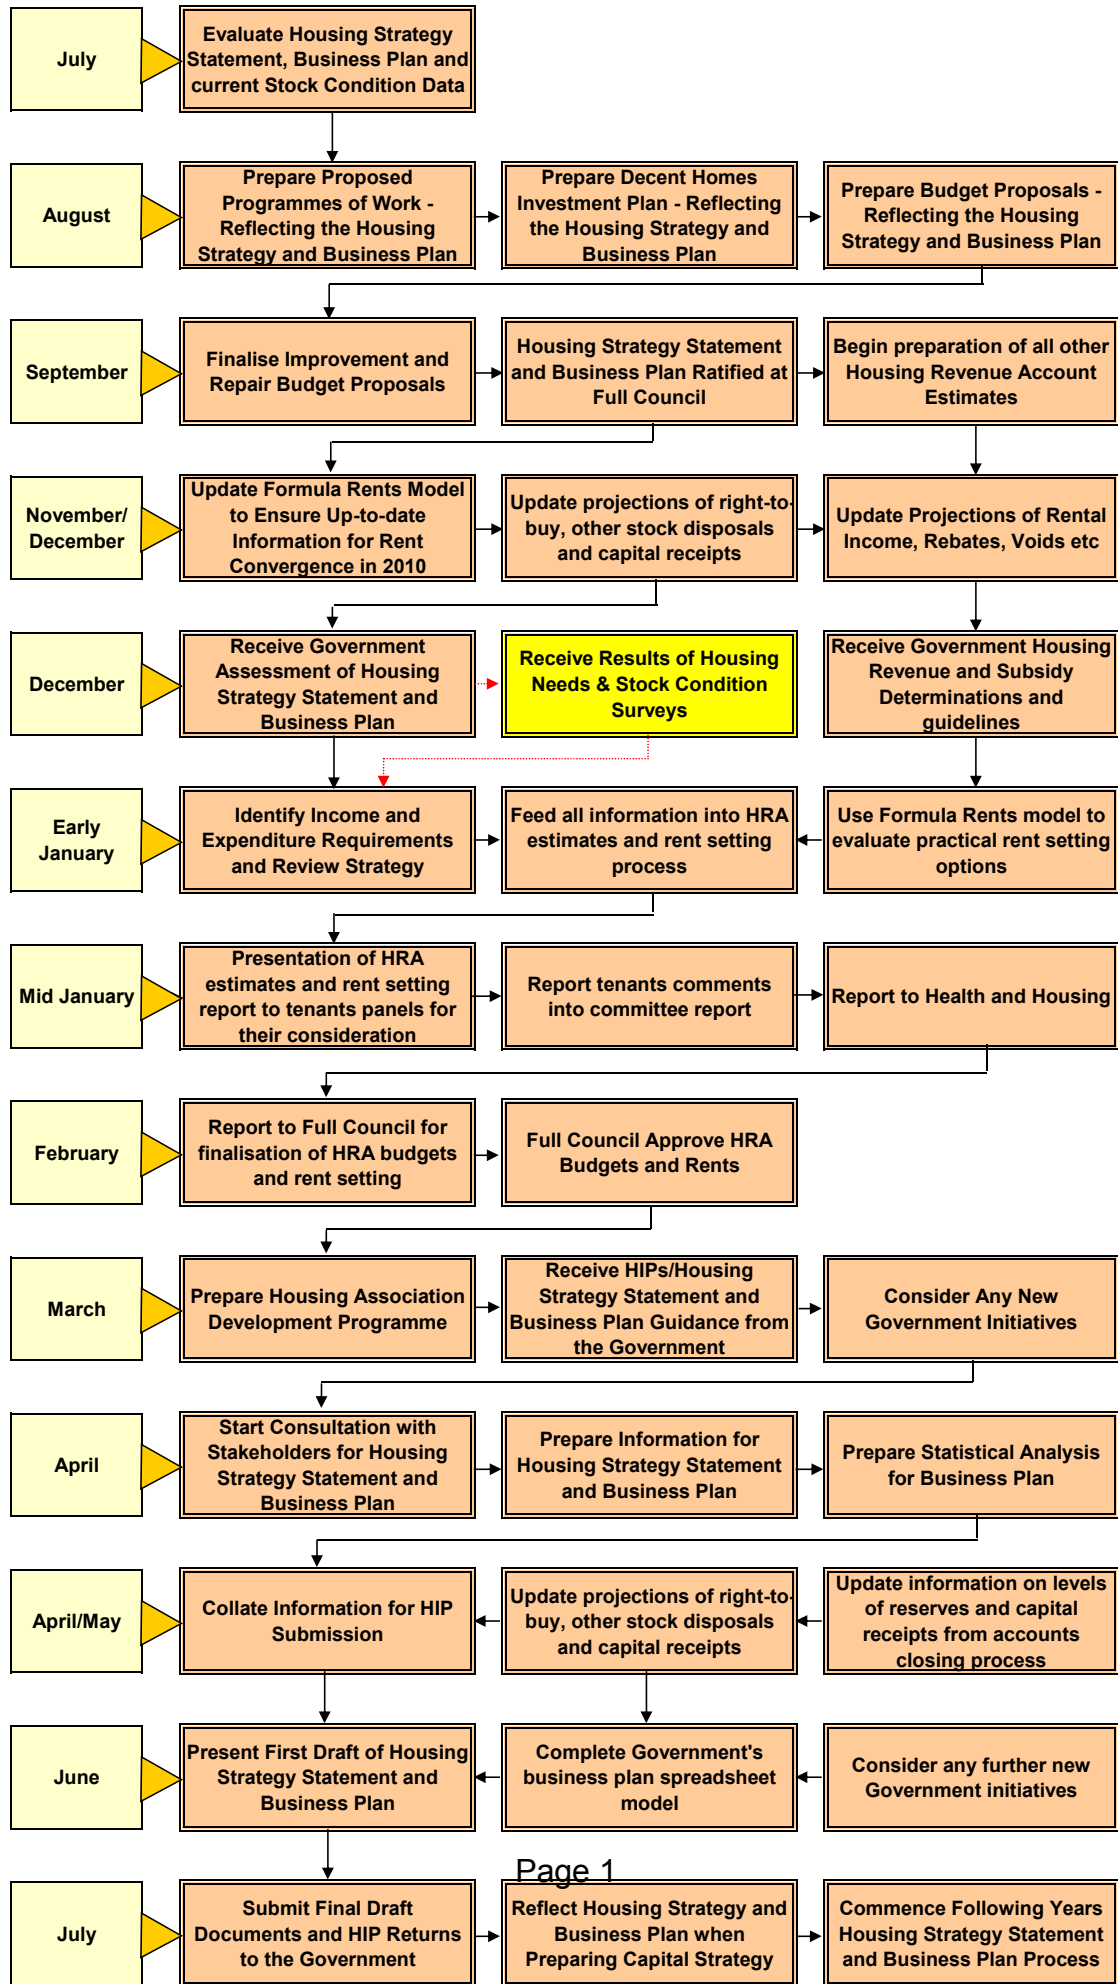 July
Evaluate Housing Strategy
Statement, Business Plan and
current Stock Condition Data
August
Prepare Proposed
Programmes of Work -
Reflecting the Housing
Strategy and Business Plan
Prepare Decent Homes
Investment Plan - Reflecting
the Housing Strategy and
Business Plan
Prepare Budget Proposals -
Reflecting the Housing
Strategy and Business Plan
September
Finalise Improvement and
Repair Budget Proposals
Housing Strategy Statement
and Business Plan Ratified at
Full Council
Begin preparation of all other
Housing Revenue Account
Estimates
November/
December
Update Formula Rents Model
to Ensure Up-to-date
Information for Rent
Convergence in 2010
Update projections of right-to-
buy, other stock disposals
and capital receipts
Update Projections of Rental
Income, Rebates, Voids etc
December
Receive Government
Assessment of Housing
Strategy Statement and
Business Plan
Receive Results of Housing
Needs & Stock Condition
Surveys
Receive Government Housing
Revenue and Subsidy
Determinations and
guidelines
Early
January
Identify Income and
Expenditure Requirements
and Review Strategy
Feed all information into HRA
estimates and rent setting
process
Use Formula Rents model to
evaluate practical rent setting
options
Mid January
Presentation of HRA
estimates and rent setting
report to tenants panels for
their consideration
Report tenants comments
into committee report
Report to Health and Housing
February
Report to Full Council for
finalisation of HRA budgets
and rent setting
Full Council Approve HRA
Budgets and Rents
March
Prepare Housing Association
Development Programme
Receive HIPs/Housing
Strategy Statement and
Business Plan Guidance from
the Government
Consider Any New
Government Initiatives
April
Start Consultation with
Stakeholders for Housing
Strategy Statement and
Business Plan
Prepare Information for
Housing Strategy Statement
and Business Plan
Prepare Statistical Analysis
for Business Plan
April/May
Collate Information for HIP
Submission
Update projections of right-to-
buy, other stock disposals
and capital receipts
Update information on levels
of reserves and capital
receipts from accounts
closing process
June
Present First Draft of Housing
Strategy Statement and
Business Plan
Complete Government's
business plan spreadsheet
model
Consider any further new
Government initiatives
Page 1
July
Submit Final Draft
Documents and HIP Returns
to the Government
Reflect Housing Strategy and
Business Plan when
Preparing Capital Strategy
Commence Following Years
Housing Strategy Statement
and Business Plan Process